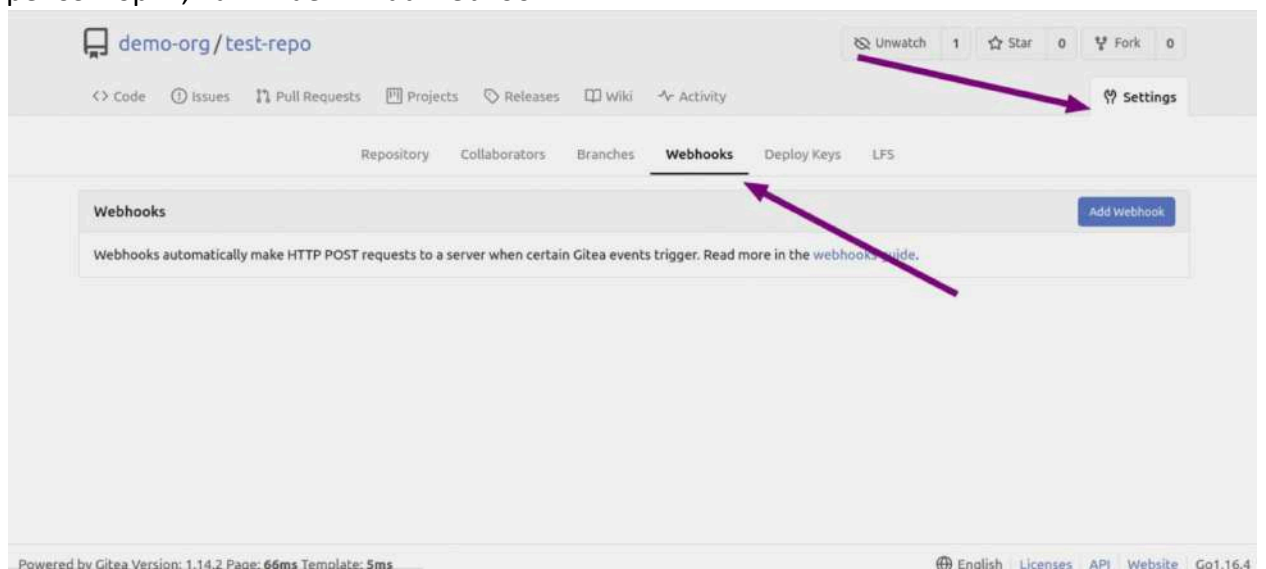 demo-org/test-repo
Unwatch 1 Star 0 Fork 0
Code Issues Pull Requests Projects Releases Wiki Activity Settings
Repository Collaborators Branches Webhooks Deploy Keys LFS
Webhooks Add Webhook
Webhooks automatically make HTTP POST requests to a server when certain Gitea events trigger. Read more in the webhooks guide.
Powered by Gitea Version: 1.14.2 Page: 66ms Template: 5ms English Licenses API Website Go1.16.4